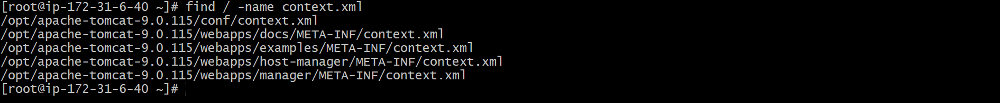 [root@ip-172-31-6-40 ~]# find / -name context.xml
/opt/apache-tomcat-9.0.115/conf/context.xml
/opt/apache-tomcat-9.0.115/webapps/docs/META-INF/context.xml
/opt/apache-tomcat-9.0.115/webapps/examples/META-INF/context.xml
/opt/apache-tomcat-9.0.115/webapps/host-manager/META-INF/context.xml
/opt/apache-tomcat-9.0.115/webapps/manager/META-INF/context.xml
[root@ip-172-31-6-40 ~]#